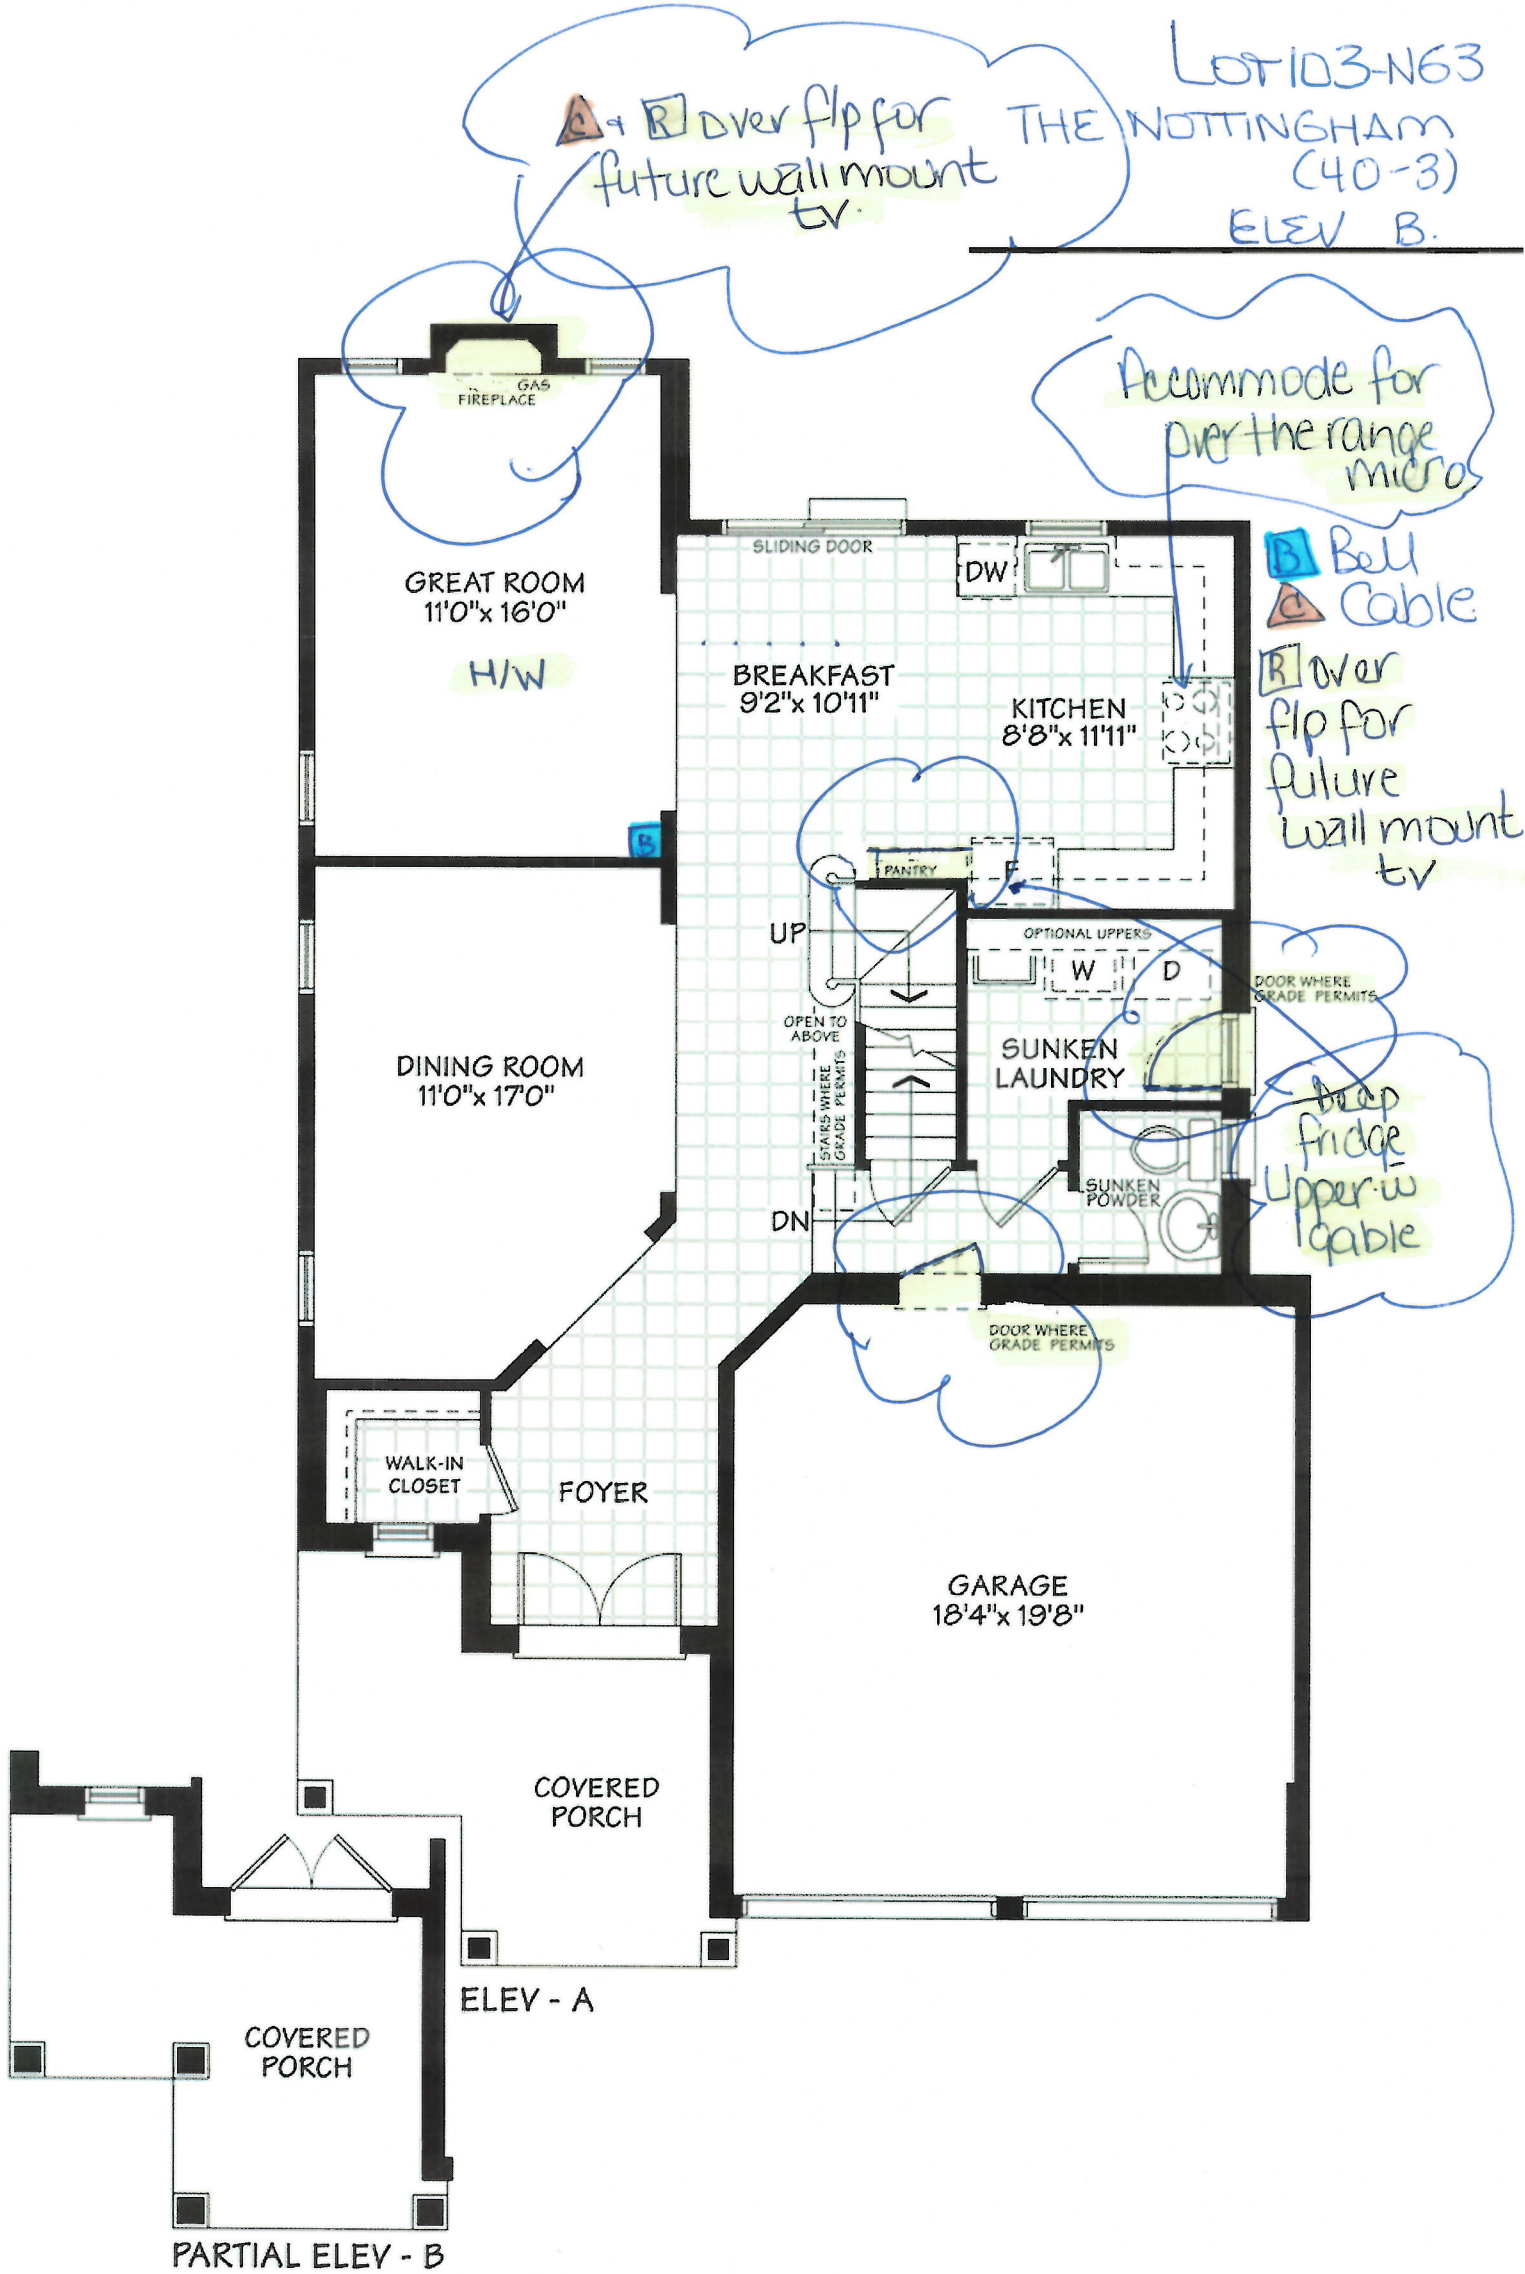 LOT 103-N63
THE NOTTINGHAM
(40-3)
ELEV B.
C + R over flp for
future wall mount
tv.
Accommode for
over the range
micro
GAS
FIREPLACE
SLIDING DOOR
DW
B Bell
C Cable
R over
flp for
future
wall mount
tv
GREAT ROOM
11'0"x 16'0"
H/W
BREAKFAST
9'2"x 10'11"
KITCHEN
8'8"x 11'11"
B
PANTRY
F
UP
OPTIONAL UPPERS
W
D
DOOR WHERE
GRADE PERMITS
OPEN TO
ABOVE
STAIRS WHERE
GRADE PERMITS
SUNKEN
LAUNDRY
DINING ROOM
11'0"x 17'0"
Deep
fridge
Upper w
gable
SUNKEN
POWDER
DN
DOOR WHERE
GRADE PERMITS
WALK-IN
CLOSET
FOYER
GARAGE
18'4"x 19'8"
COVERED
PORCH
ELEV - A
COVERED
PORCH
PARTIAL ELEV - B